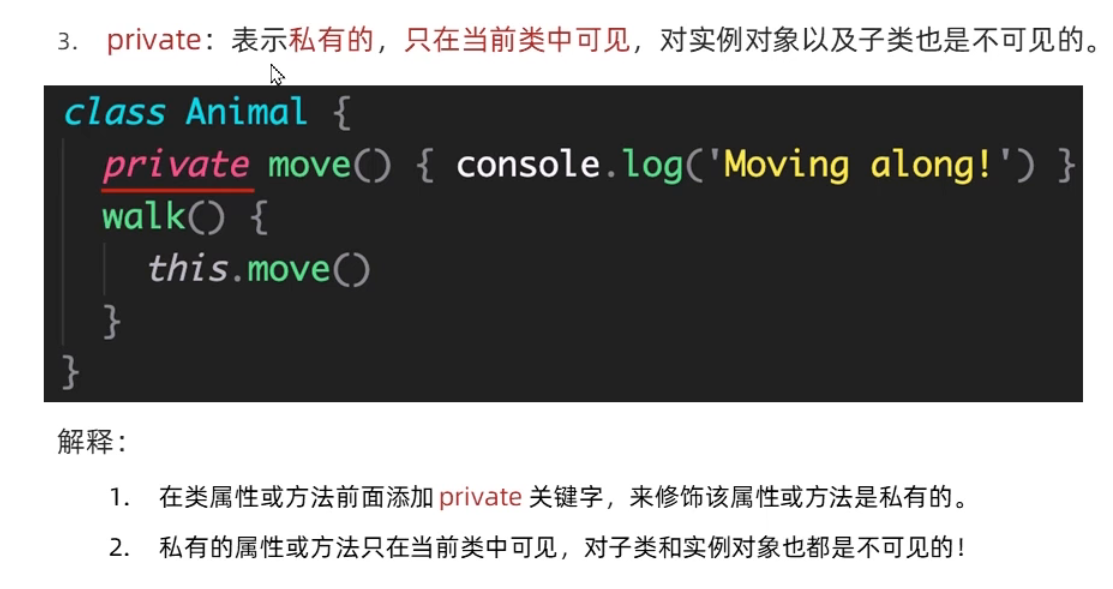 3. private：表示私有的，只在当前类中可见，对实例对象以及子类也是不可见的。
class Animal {
private move() { console.log('Moving along!') }
walk() {
this.move()
}
}
解释：
1. 在类属性或方法前面添加 private 关键字，来修饰该属性或方法是私有的。
2. 私有的属性或方法只在当前类中可见，对子类和实例对象也都是不可见的！